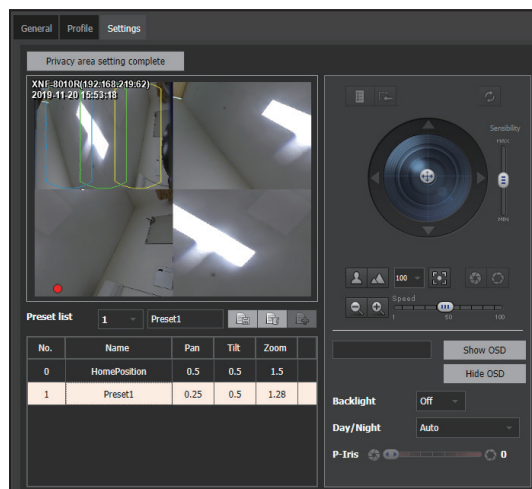 General Profile Settings
Privacy area setting complete
XNF-8010R(192:168:219:62)
2019-11-20 15:53:18
Sensibility
MAX
MIN
100
Speed
1 50 100
Preset list 1 Preset1
No. Name Pan Tilt Zoom
0 HomePosition 0.5 0.5 1.5
1 Preset1 0.25 0.5 1.28
Show OSD
Hide OSD
Backlight Off
Day/Night Auto
P-Iris 0